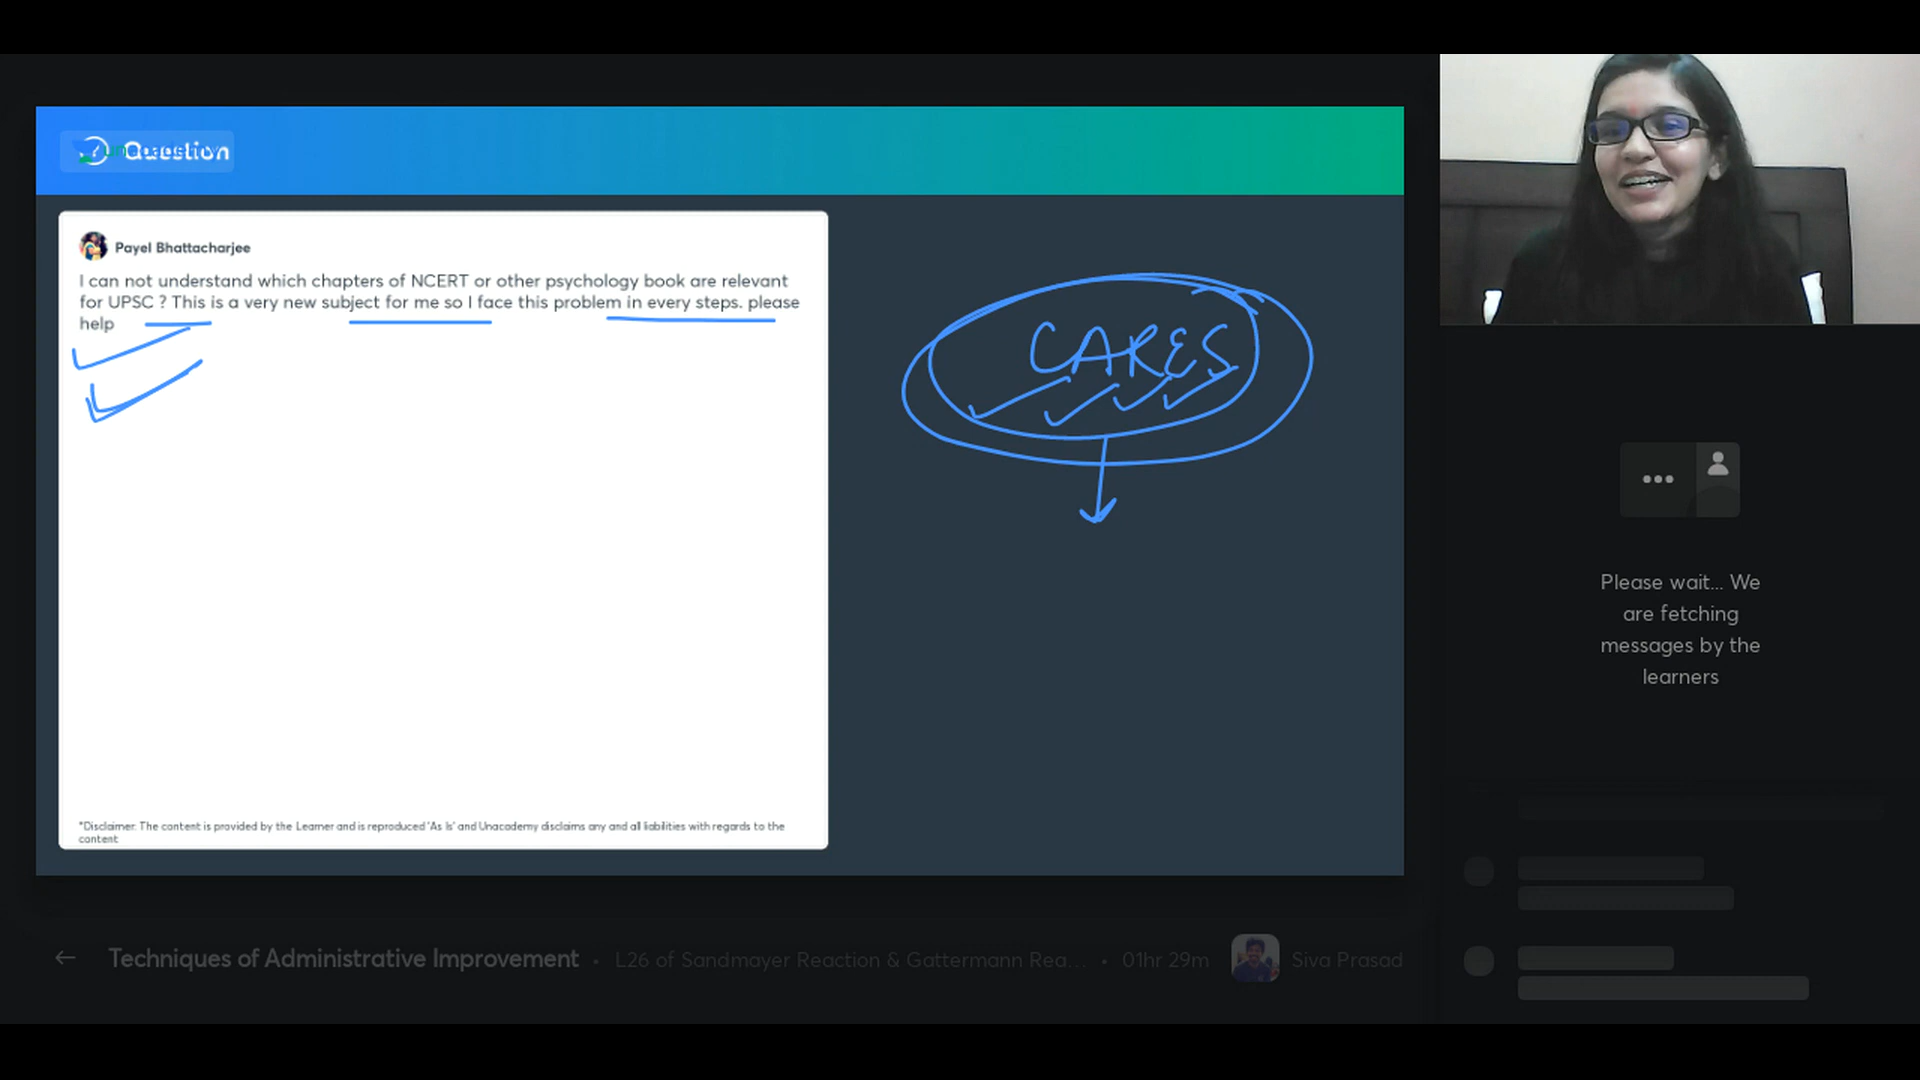 Question
Payel Bhattacharjee
I can not understand which chapters of NCERT or other psychology book are relevant
for UPSC ? This is a very new subject for me so I face this problem in every steps. please
help
CARES
*Disclaimer: The content is provided by the Learner and is reproduced 'As Is' and Unacademy disclaims any and all liabilities with regards to the
content
Please wait... We
are fetching
messages by the
learners
Techniques of Administrative Improvement • L26 of Sandmayer Reaction & Gattermann Rea... • 01hr 29m Siva Prasad